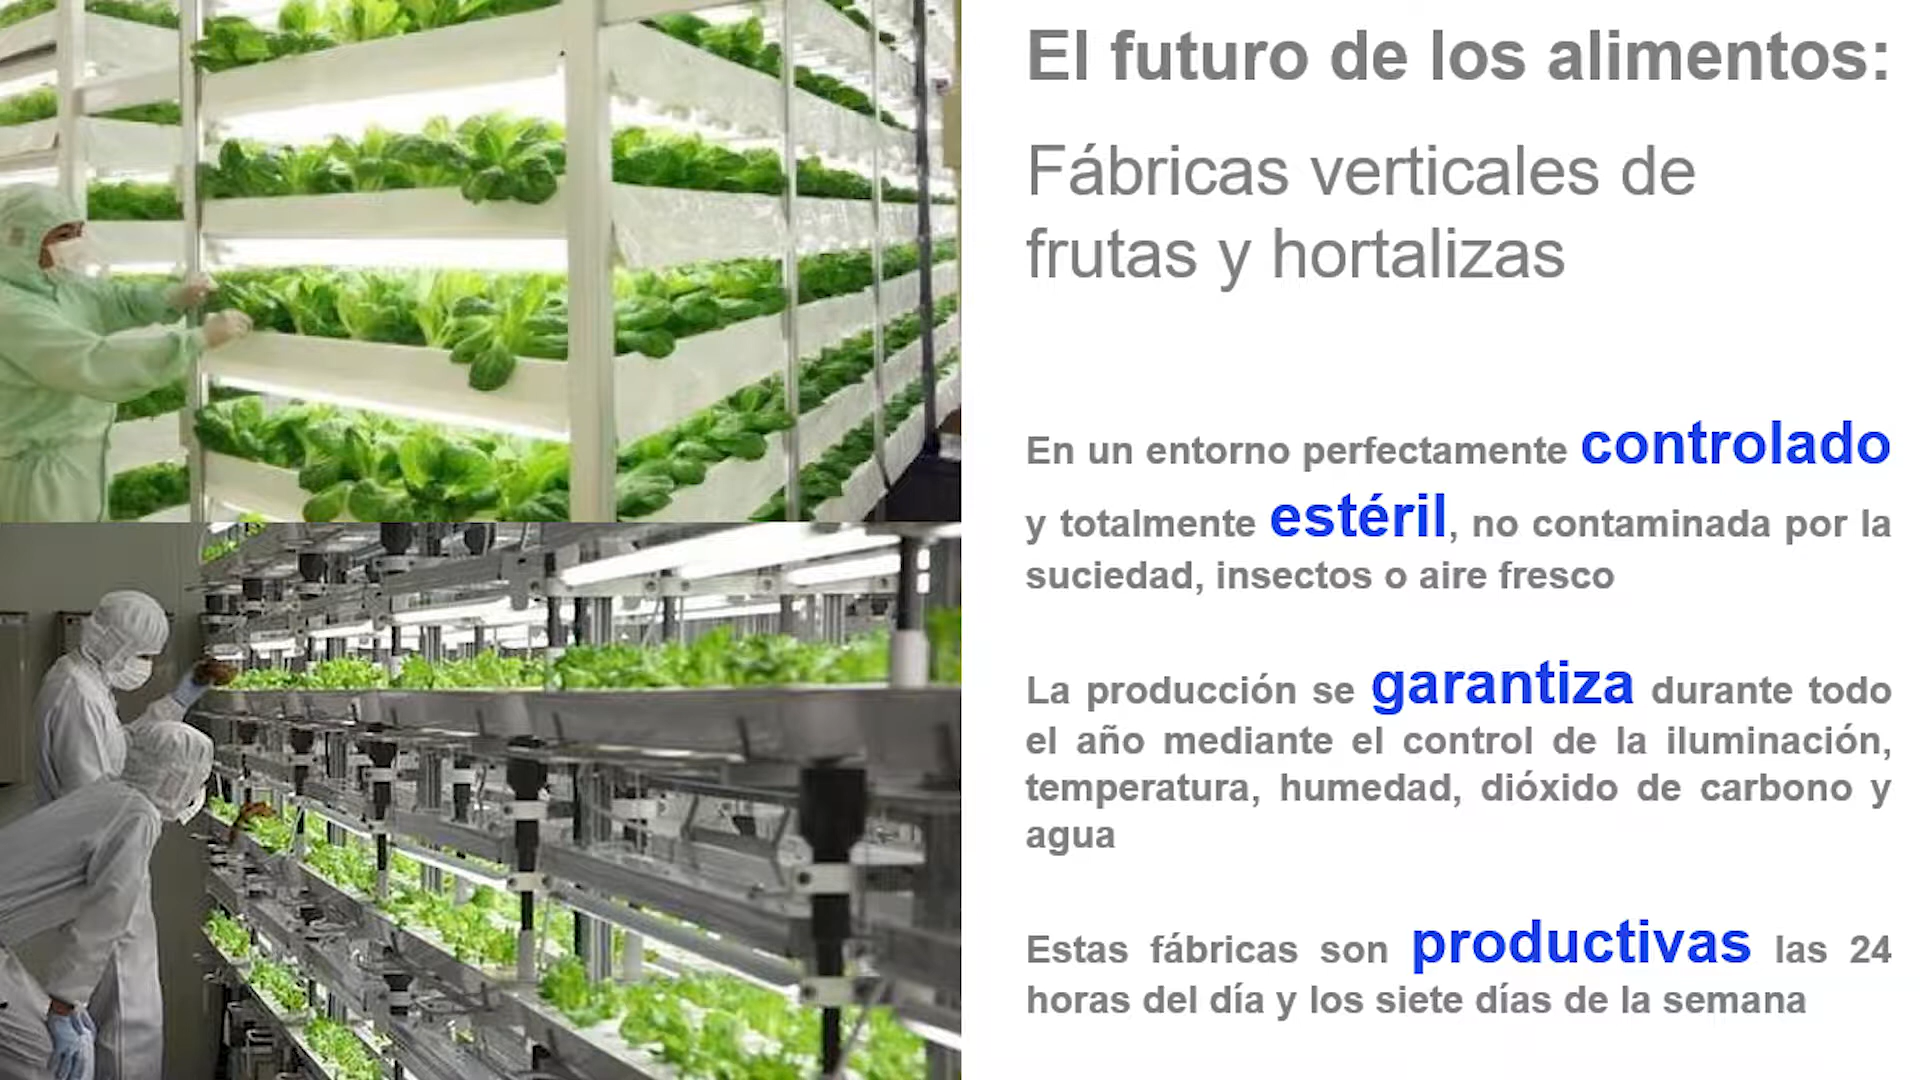 El futuro de los alimentos:
Fábricas verticales de
frutas y hortalizas
En un entorno perfectamente controlado
y totalmente estéril, no contaminada por la
suciedad, insectos o aire fresco
La producción se garantiza durante todo
el año mediante el control de la iluminación,
temperatura, humedad, dióxido de carbono y
agua
Estas fábricas son productivas las 24
horas del día y los siete días de la semana